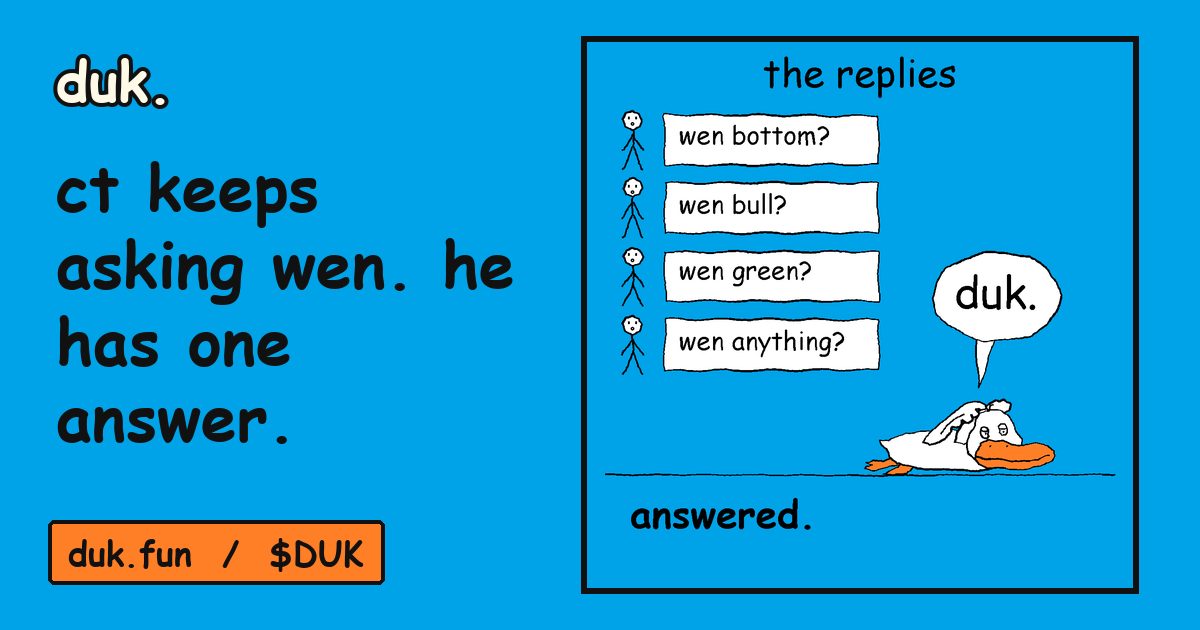 duk.
ct keeps
asking wen. he
has one
answer.
duk.fun / $DUK
the replies
wen bottom?
wen bull?
wen green?
wen anything?
duk.
answered.